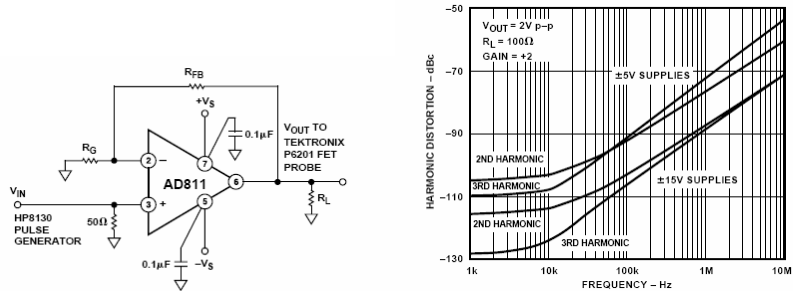 RFB
+VS
0.1µF
VOUT TO
TEKTRONIX
P6201 FET
PROBE
RG
2
–
7
AD811
6
VIN
3
+
5
RL
HP8130
PULSE
GENERATOR
50Ω
0.1µF
–VS
HARMONIC DISTORTION – dBc
–50
–70
–90
–110
–130
VOUT = 2V p–p
RL = 100Ω
GAIN = +2
±5V SUPPLIES
2ND HARMONIC
3RD HARMONIC
±15V SUPPLIES
2ND HARMONIC
3RD HARMONIC
1k
10k
100k
1M
10M
FREQUENCY – Hz